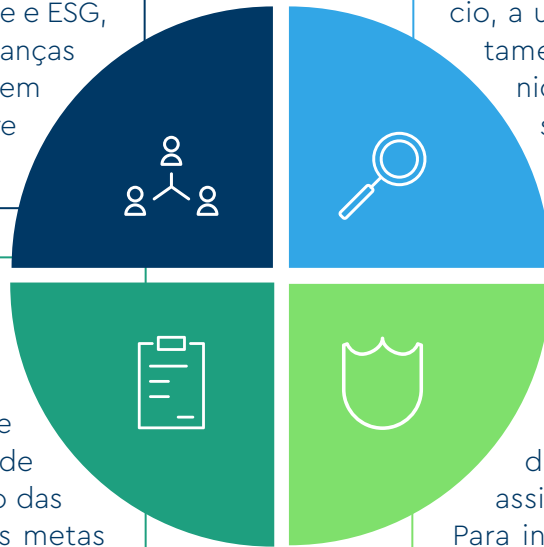 e e ESG,
anças
em
e
cio, a u
tame
nic
s
e
de
o das
s metas
d
assi
Para in